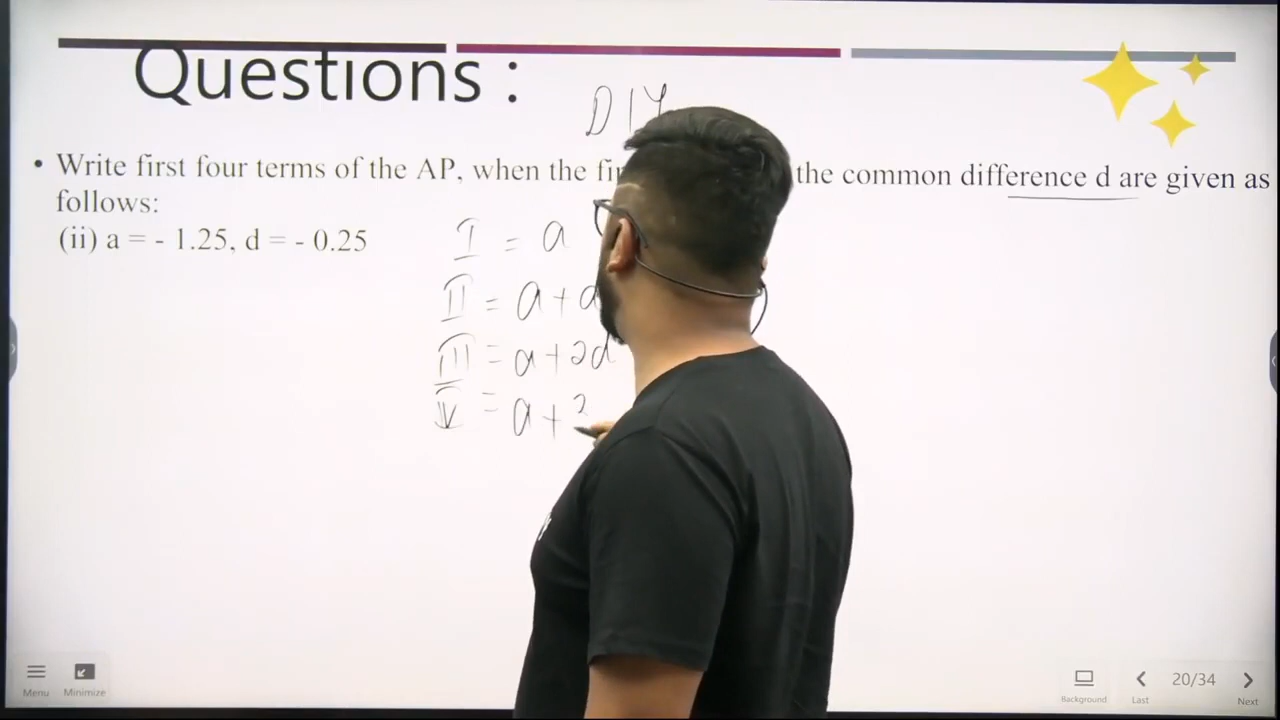 Questions :
DIY
• Write first four terms of the AP, when the the common difference d are given as
follows:
(ii) a = - 1.25, d = - 0.25
I = a
II = a + d
III = a + 2d
IV = a + 3
Menu
Minimize
Background
Last
20/34
Next